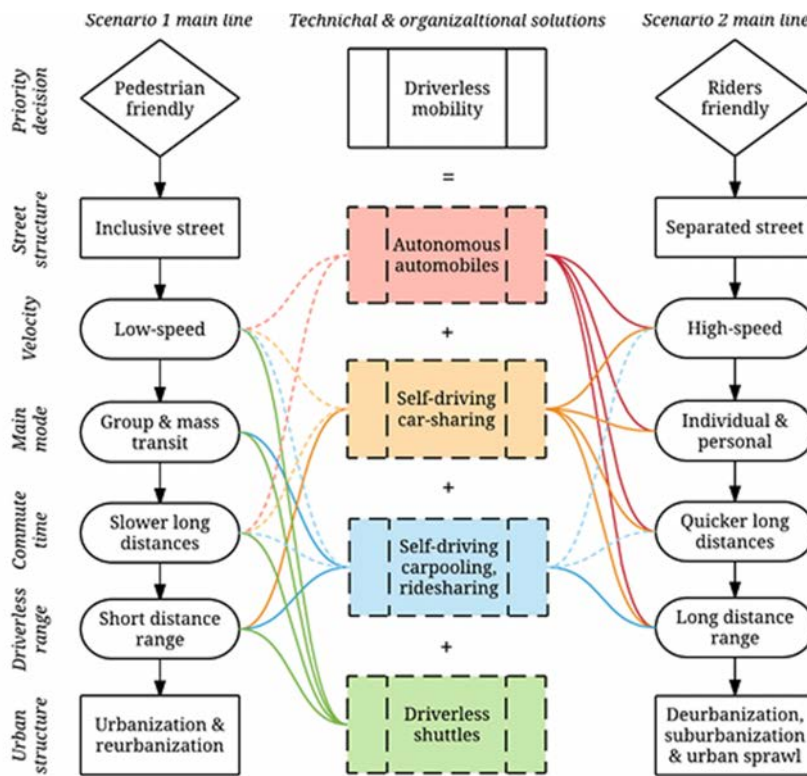 Scenario 1 main line
Technichal & organizaltional solutions
Scenario 2 main line
Priority
decision
Pedestrian
friendly
Driverless
mobility
Riders
friendly
=
Street
structure
Inclusive street
Autonomous
automobiles
Separated street
+
Velocity
Low-speed
High-speed
Self-driving
car-sharing
Main
mode
Group & mass
transit
Individual &
personal
+
Commute
time
Slower long
distances
Self-driving
carpooling,
ridesharing
Quicker long
distances
Driverless
range
Short distance
range
Long distance
range
+
Urban
structure
Urbanization &
reurbanization
Driverless
shuttles
Deurbanization,
suburbanization
& urban sprawl